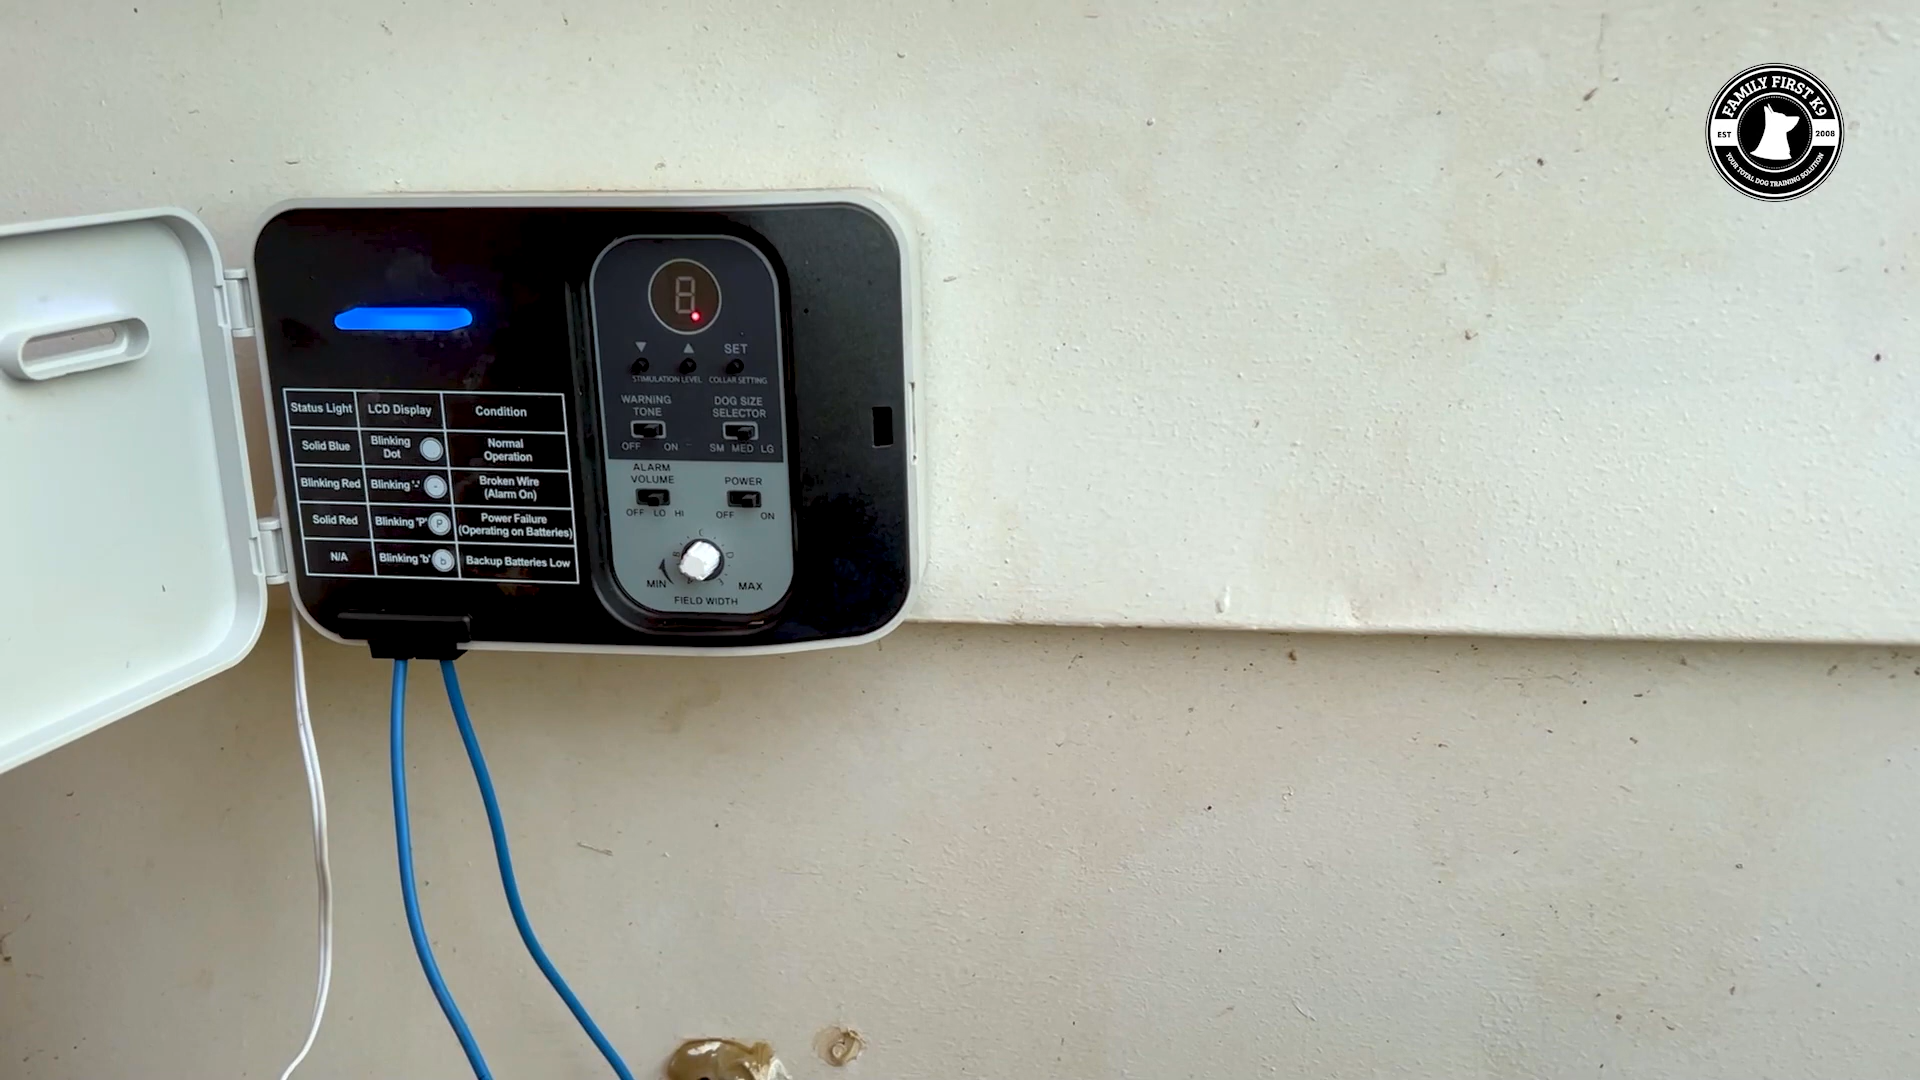 FAMILY FIRST K9
EST 2008
YOUR TOTAL DOG TRAINING SOLUTION
8.
SET
STIMULATION LEVEL COLLAR SETTING
WARNING TONE
OFF ON
DOG SIZE SELECTOR
SM MED LG
ALARM VOLUME
OFF LO HI
POWER
OFF ON
C
D
MIN MAX
FIELD WIDTH
Status Light LCD Display Condition
Solid Blue Blinking Dot Normal Operation
Blinking Red Blinking '-' - Broken Wire (Alarm On)
Solid Red Blinking 'P' P Power Failure (Operating on Batteries)
N/A Blinking 'b' b Backup Batteries Low